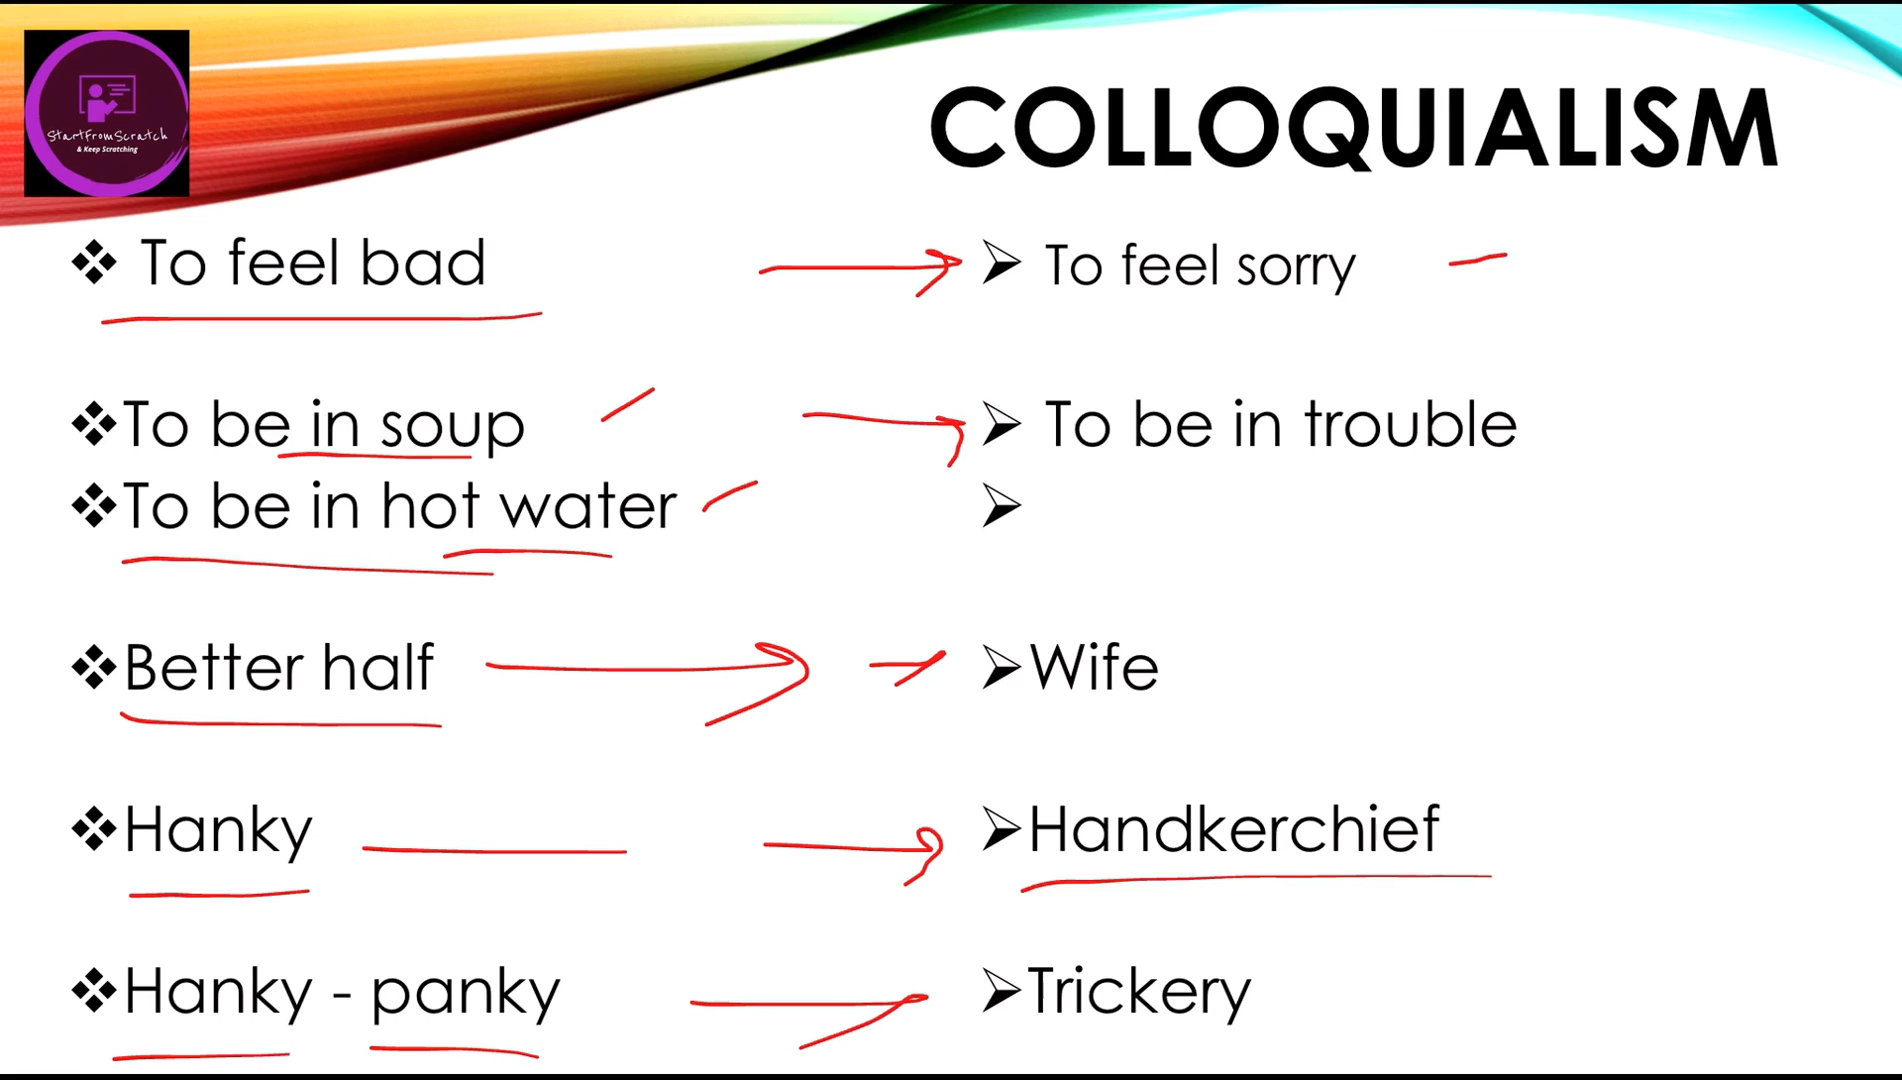 StartFromScratch
& Keep Scratching
COLLOQUIALISM
To feel bad
To feel sorry
To be in soup
To be in trouble
To be in hot water
Better half
Wife
Hanky
Handkerchief
Hanky - panky
Trickery